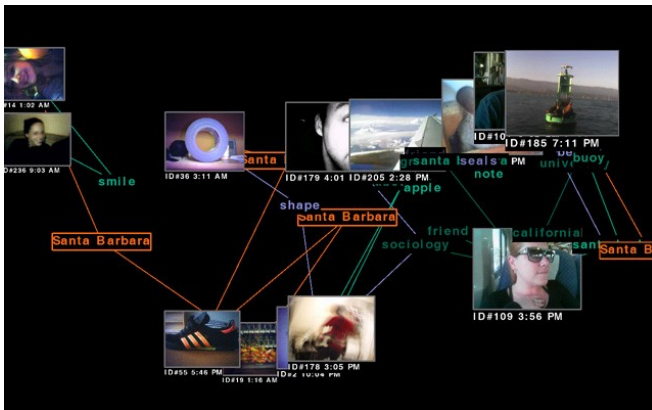 #14 1:02 AM
#236 9:03 AM
smile
Santa Barbara
ID#36 3:11 AM
Santa
ID#179 4:01
ID#205 2:28 PM
santa
seals
note
apple
ID#185 7:11 PM
buoy
shape
Santa Barbara
friend
sociology
california
Santa B
ID#109 3:56 PM
ID#55 5:46 PM
ID#19 1:16 AM
ID#178 3:05 PM